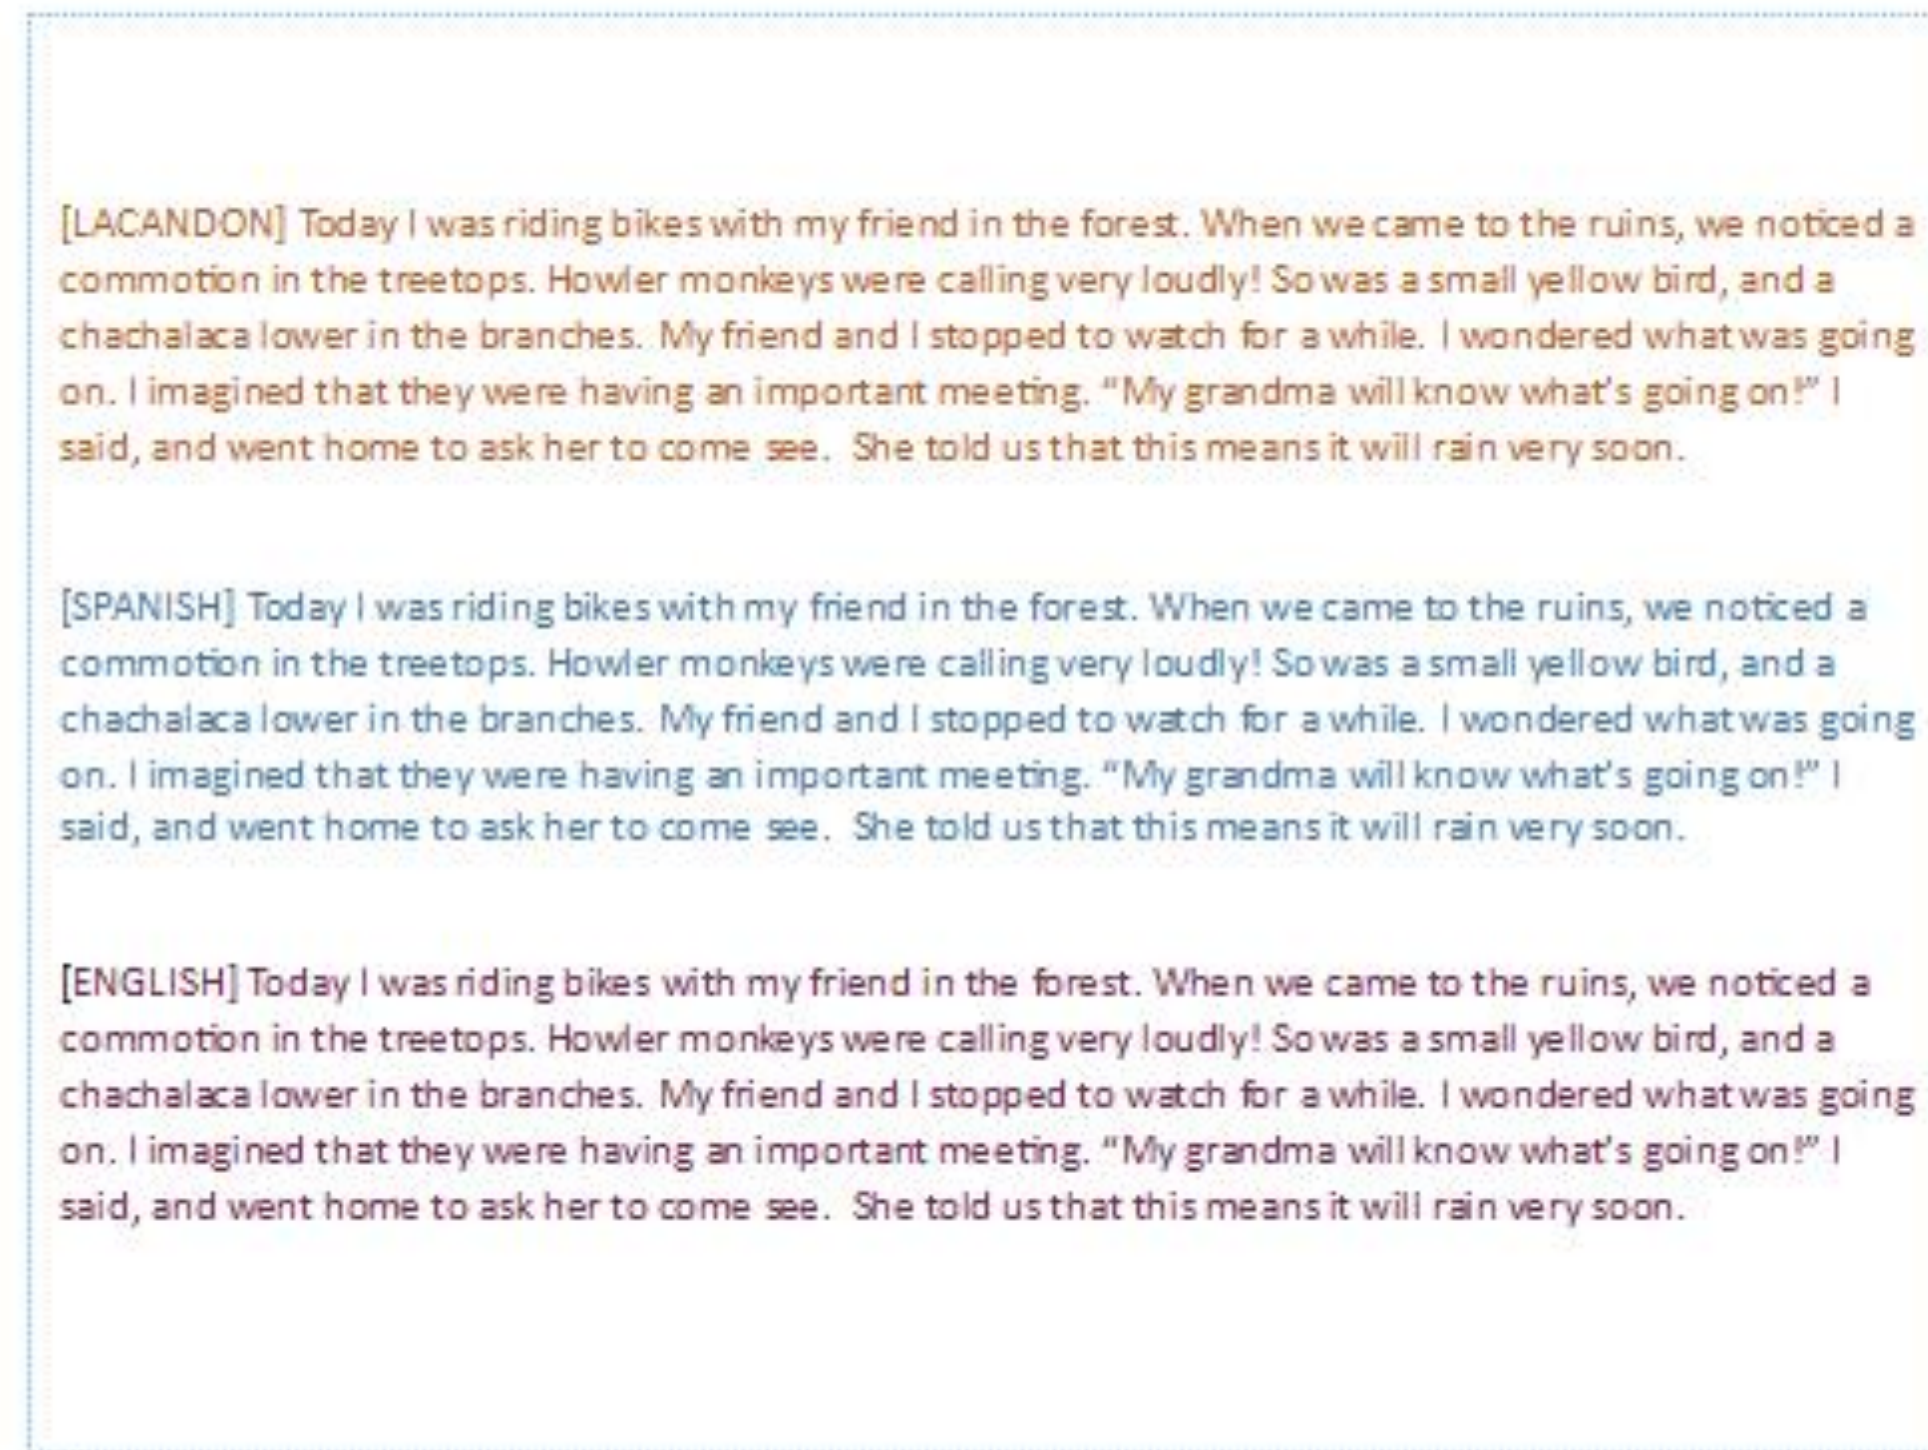 [LACANDON] Today I was riding bikes with my friend in the forest. When we came to the ruins, we noticed a
commotion in the treetops. Howler monkeys were calling very loudly! So was a small yellow bird, and a
chachalaca lower in the branches. My friend and I stopped to watch for a while. I wondered what was going
on. I imagined that they were having an important meeting. “My grandma will know what’s going on!” I
said, and went home to ask her to come see.  She told us that this means it will rain very soon.
[SPANISH] Today I was riding bikes with my friend in the forest. When we came to the ruins, we noticed a
commotion in the treetops. Howler monkeys were calling very loudly! So was a small yellow bird, and a
chachalaca lower in the branches. My friend and I stopped to watch for a while. I wondered what was going
on. I imagined that they were having an important meeting. “My grandma will know what’s going on!” I
said, and went home to ask her to come see.  She told us that this means it will rain very soon.
[ENGLISH] Today I was riding bikes with my friend in the forest. When we came to the ruins, we noticed a
commotion in the treetops. Howler monkeys were calling very loudly! So was a small yellow bird, and a
chachalaca lower in the branches. My friend and I stopped to watch for a while. I wondered what was going
on. I imagined that they were having an important meeting. “My grandma will know what’s going on!” I
said, and went home to ask her to come see.  She told us that this means it will rain very soon.